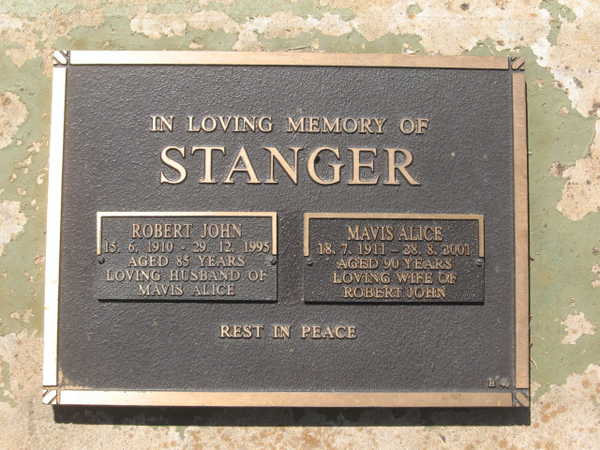 IN LOVING MEMORY OF
STANGER
ROBERT JOHN
15. 6. 1910 - 29. 12. 1995
AGED 85 YEARS
LOVING HUSBAND OF
MAVIS ALICE
MAVIS ALICE
18. 7. 1911 - 28. 8. 2001
AGED 90 YEARS
LOVING WIFE OF
ROBERT JOHN
REST IN PEACE